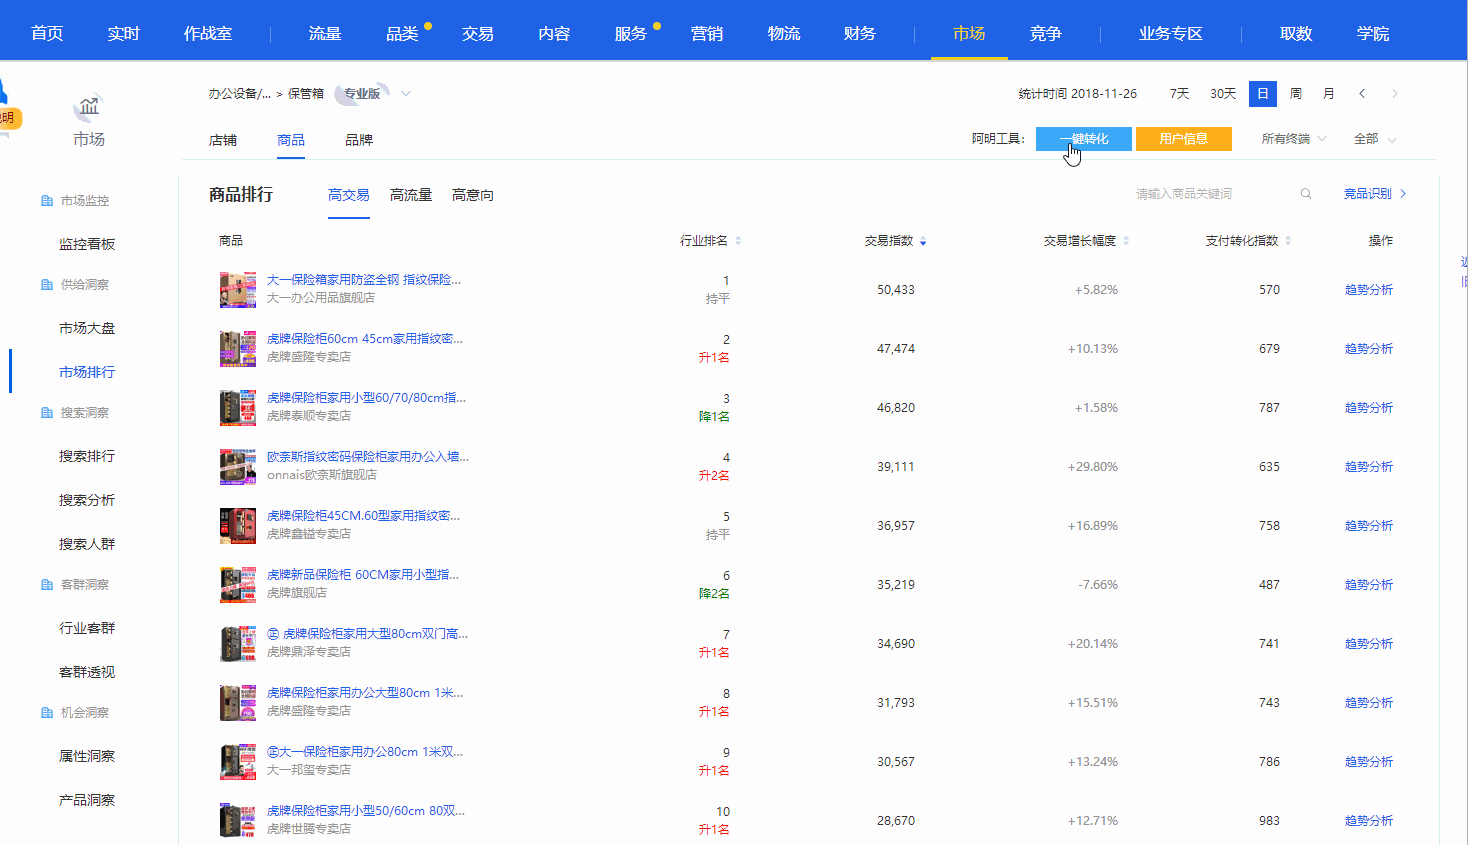 首页 实时 作战室 流量 品类 交易 内容 服务 营销 物流 财务 市场 竞争 业务专区 取数 学院
办公设备/... > 保管箱 专业版 统计时间 2018-11-26 7天 30天 日 周 月
市场
店铺 商品 品牌 阿明工具： 一键转化 用户信息 所有终端 全部
商品排行 高交易 高流量 高意向 请输入商品关键词 竞品识别
市场监控
监控看板
供给洞察
市场大盘
市场排行
搜索洞察
搜索排行
搜索分析
搜索人群
客群洞察
行业客群
客群透视
机会洞察
属性洞察
产品洞察
商品 行业排名 交易指数 交易增长幅度 支付转化指数 操作
大一保险箱家用防盗全钢 指纹保险... 1 50,433 +5.82% 570 趋势分析
大一办公用品旗舰店 持平
虎牌保险柜60cm 45cm家用指纹密... 2 47,474 +10.13% 679 趋势分析
虎牌盛隆专卖店 升1名
虎牌保险柜家用小型60/70/80cm指... 3 46,820 +1.58% 787 趋势分析
虎牌泰顺专卖店 降1名
欧奈斯指纹密码保险柜家用办公入墙... 4 39,111 +29.80% 635 趋势分析
onnais欧奈斯旗舰店 升2名
虎牌保险柜45CM.60型家用指纹密... 5 36,957 +16.89% 758 趋势分析
虎牌鑫镒专卖店 持平
虎牌新品保险柜 60CM家用小型指... 6 35,219 -7.66% 487 趋势分析
虎牌旗舰店 降2名
㊣ 虎牌保险柜家用大型80cm双门高... 7 34,690 +20.14% 741 趋势分析
虎牌鼎泽专卖店 升1名
虎牌保险柜家用办公大型80cm 1米... 8 31,793 +15.51% 743 趋势分析
虎牌盛隆专卖店 升1名
㊣大一保险柜家用办公80cm 1米双... 9 30,567 +13.24% 786 趋势分析
大一邦玺专卖店 升1名
虎牌保险柜家用小型50/60cm 80双... 10 28,670 +12.71% 983 趋势分析
虎牌世腾专卖店 升1名